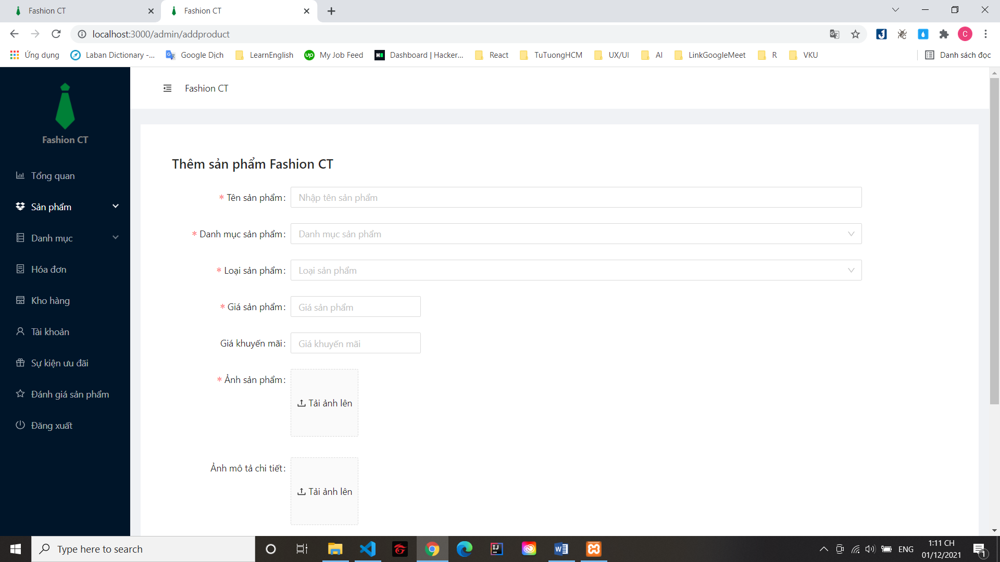 Fashion CT
Fashion CT
localhost:3000/admin/addproduct
C
Ứng dụng
Laban Dictionary -...
Google Dịch
LearnEnglish
up My Job Feed
Dashboard | Hacker...
React
TuTuongHCM
UX/UI
AI
LinkGoogleMeet
R
VKU
Danh sách đọc
Fashion CT
Fashion CT
Tổng quan
Sản phẩm
Danh mục
Hóa đơn
Kho hàng
Tài khoản
Sự kiện ưu đãi
Đánh giá sản phẩm
Đăng xuất
Thêm sản phẩm Fashion CT
* Tên sản phẩm: Nhập tên sản phẩm
* Danh mục sản phẩm: Danh mục sản phẩm
* Loại sản phẩm: Loại sản phẩm
* Giá sản phẩm: Giá sản phẩm
Giá khuyến mãi: Giá khuyến mãi
* Ảnh sản phẩm:
Tải ảnh lên
Ảnh mô tả chi tiết:
Tải ảnh lên
Type here to search
ENG
1:11 CH
01/12/2021
1